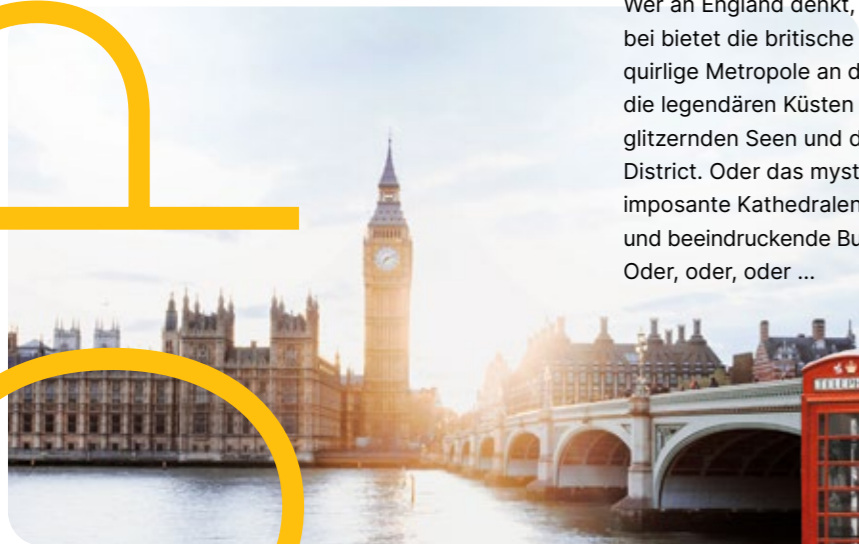 Wer an England denkt,
bei bietet die britische
quirlige Metropole an d
die legendären Küsten
glitzernden Seen und d
District. Oder das myst
imposante Kathedralen
und beeindruckende Bu
Oder, oder, oder ...
TELEPH